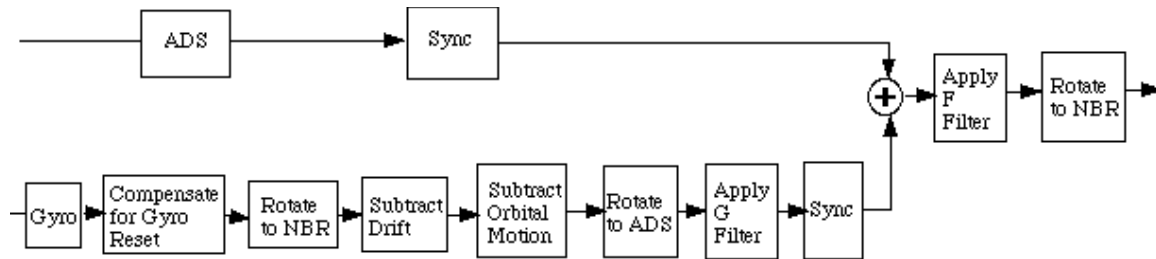 ADS
Sync
+
Apply
F
Filter
Rotate
to NBR
Gyro
Compensate
for Gyro
Reset
Rotate
to NBR
Subtract
Drift
Subtract
Orbital
Motion
Rotate
to ADS
Apply
G
Filter
Sync